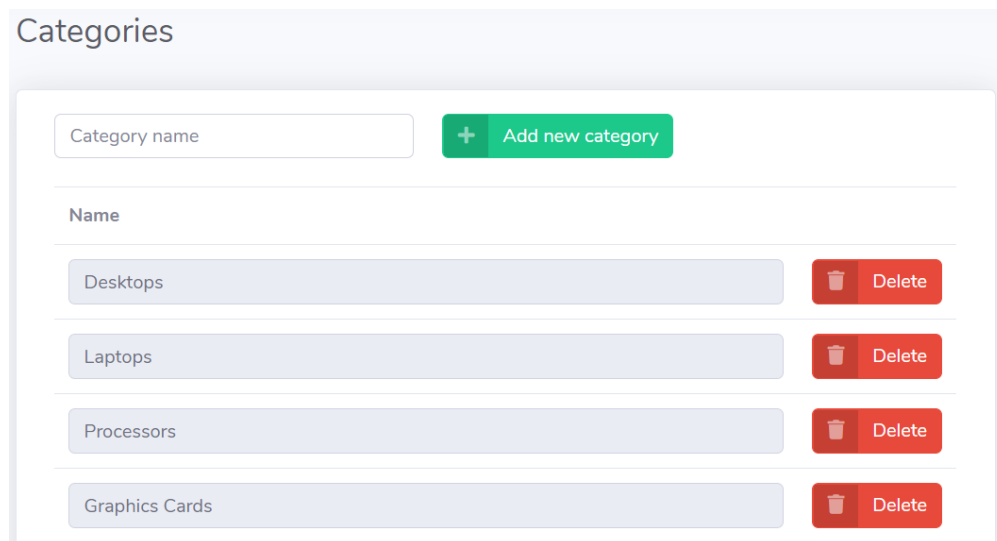 Categories
Category name
Add new category
Name
Desktops
Delete
Laptops
Delete
Processors
Delete
Graphics Cards
Delete